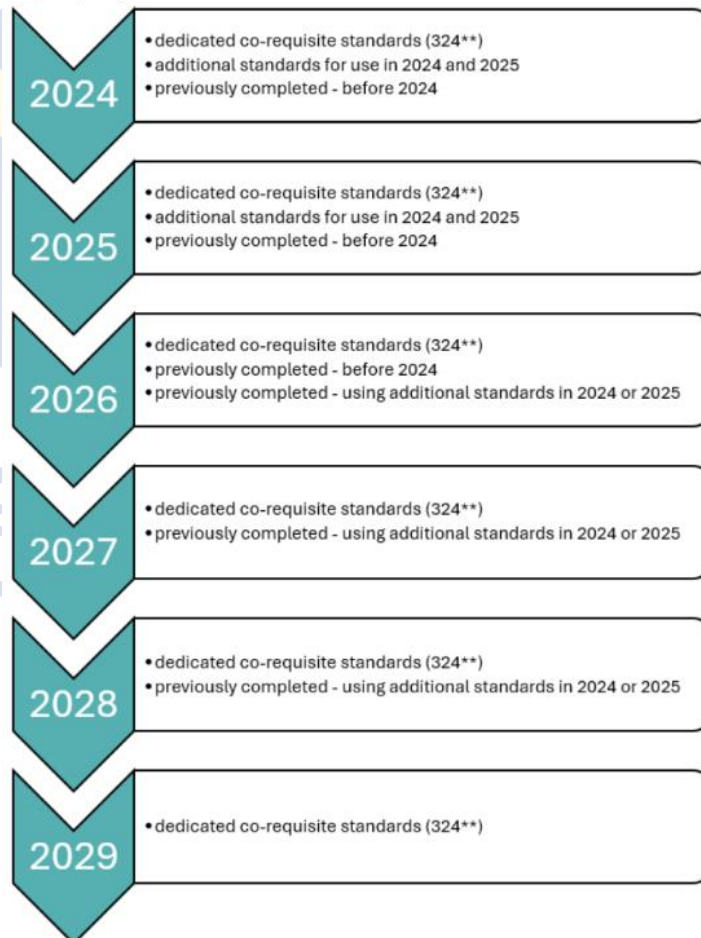 2024
• dedicated co-requisite standards (324**)
• additional standards for use in 2024 and 2025
• previously completed - before 2024
2025
• dedicated co-requisite standards (324**)
• additional standards for use in 2024 and 2025
• previously completed - before 2024
2026
• dedicated co-requisite standards (324**)
• previously completed - before 2024
• previously completed - using additional standards in 2024 or 2025
2027
• dedicated co-requisite standards (324**)
• previously completed - using additional standards in 2024 or 2025
2028
• dedicated co-requisite standards (324**)
• previously completed - using additional standards in 2024 or 2025
2029
• dedicated co-requisite standards (324**)